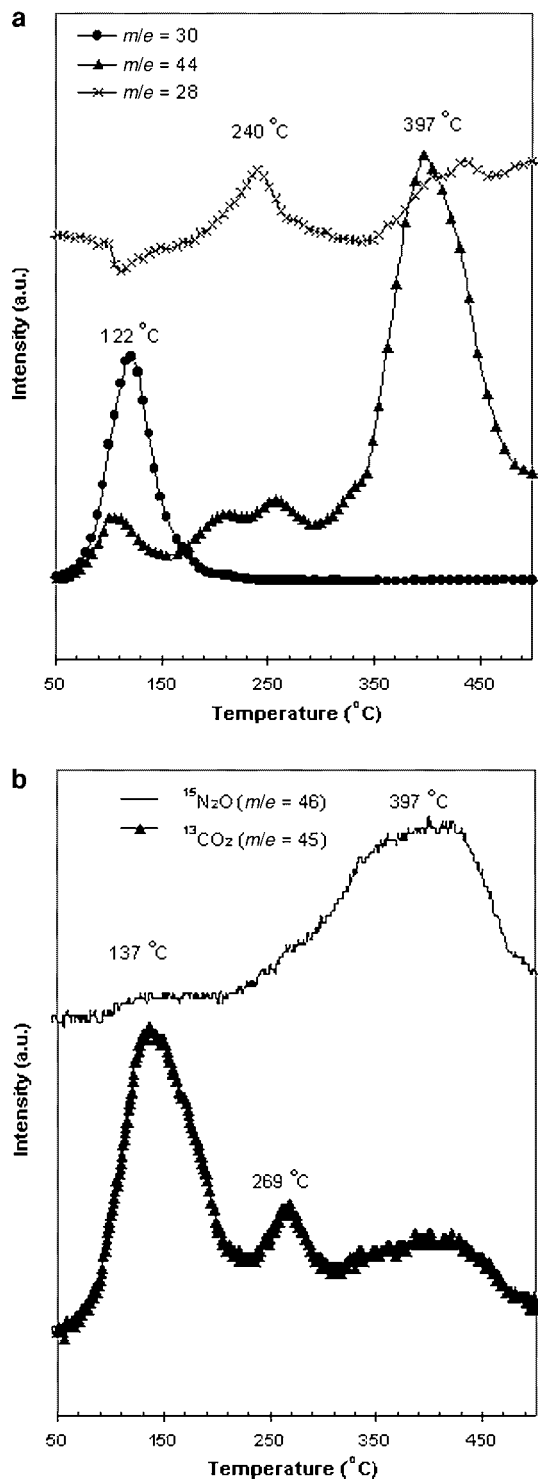 a
m/e = 30
m/e = 44
m/e = 28
240 °C
397 °C
122 °C
Intensity (a.u.)
50 150 250 350 450
Temperature (°C)
b
¹⁵N₂O (m/e = 46)
¹³CO₂ (m/e = 45)
397 °C
137 °C
269 °C
Intensity (a.u.)
50 150 250 350 450
Temperature (°C)